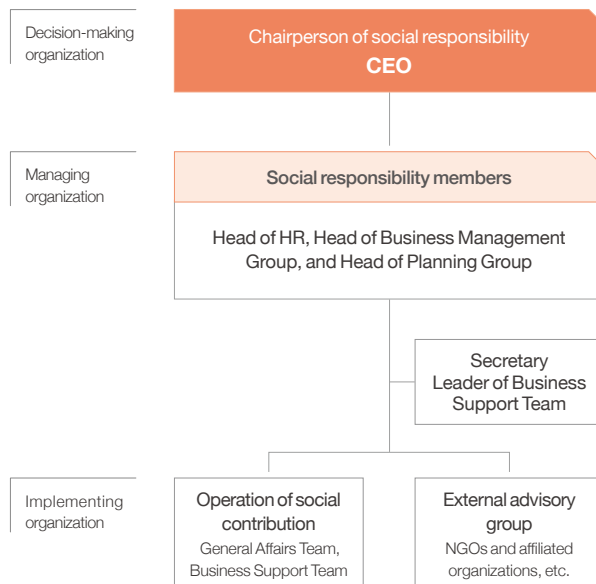 Decision-making
organization
Chairperson of social responsibility
CEO
Managing
organization
Social responsibility members
Head of HR, Head of Business Management
Group, and Head of Planning Group
Secretary
Leader of Business
Support Team
Implementing
organization
Operation of social
contribution
General Affairs Team,
Business Support Team
External advisory
group
NGOs and affiliated
organizations, etc.